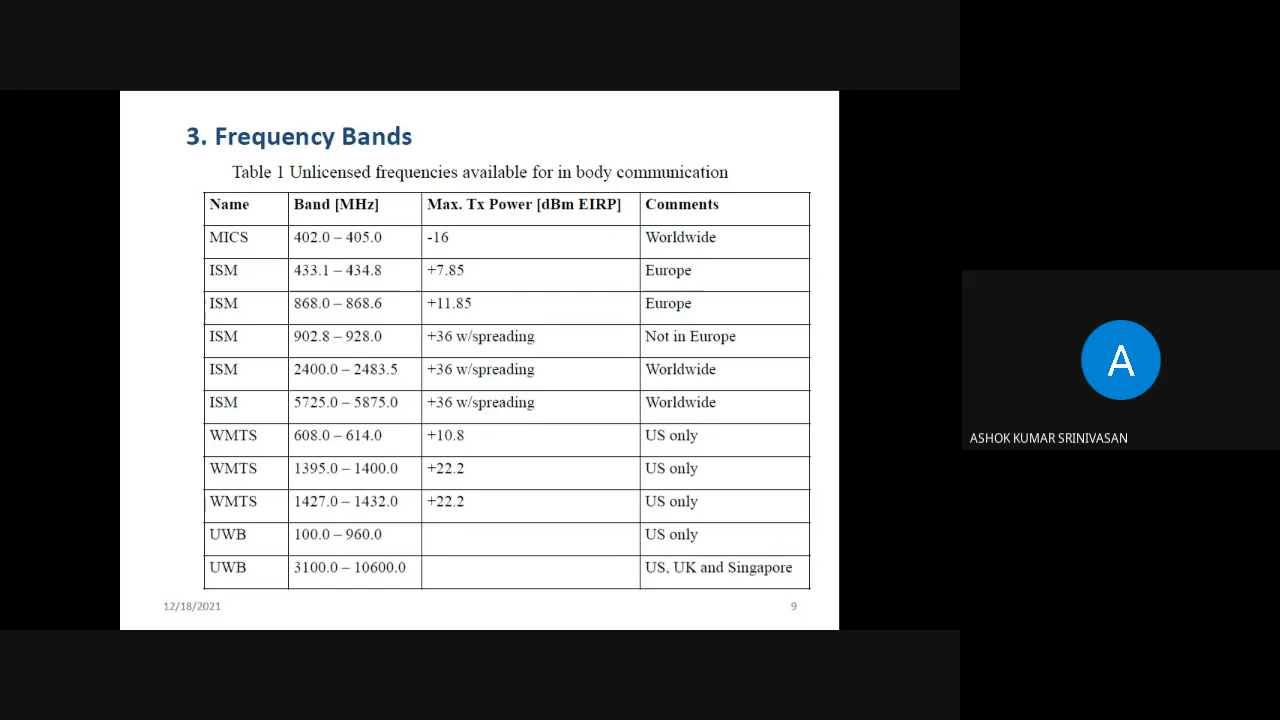 3. Frequency Bands
Table 1 Unlicensed frequencies available for in body communication
Name Band [MHz] Max. Tx Power [dBm EIRP] Comments
MICS 402.0 – 405.0 -16 Worldwide
ISM 433.1 – 434.8 +7.85 Europe
ISM 868.0 – 868.6 +11.85 Europe
ISM 902.8 – 928.0 +36 w/spreading Not in Europe
ISM 2400.0 – 2483.5 +36 w/spreading Worldwide
ISM 5725.0 – 5875.0 +36 w/spreading Worldwide
WMTS 608.0 – 614.0 +10.8 US only
WMTS 1395.0 – 1400.0 +22.2 US only
WMTS 1427.0 – 1432.0 +22.2 US only
UWB 100.0 – 960.0 US only
UWB 3100.0 – 10600.0 US, UK and Singapore
12/18/2021 9
A
ASHOK KUMAR SRINIVASAN